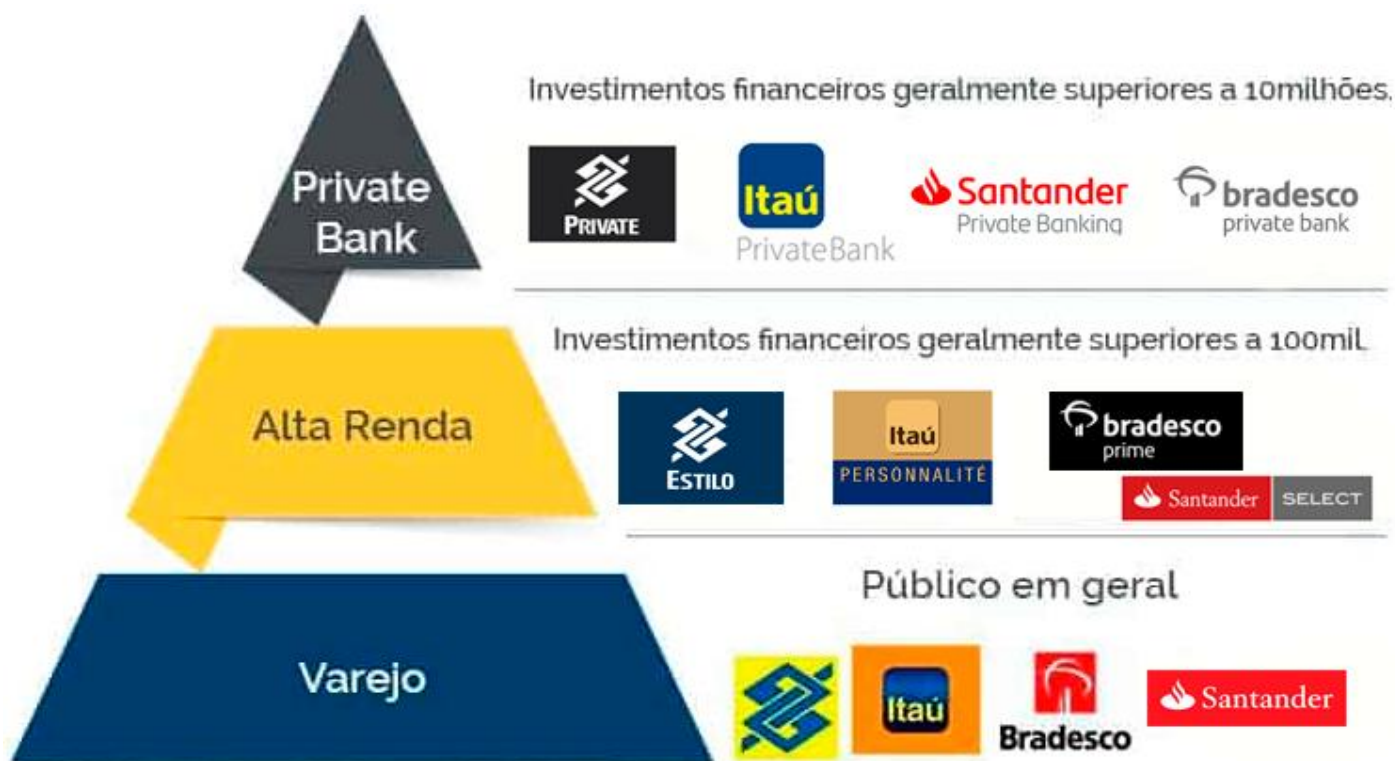 Investimentos financeiros geralmente superiores a 10milhões.
Private
Bank
PRIVATE
Itaú
PrivateBank
Santander
Private Banking
bradesco
private bank
Investimentos financeiros geralmente superiores a 100mil.
Alta Renda
ESTILO
Itaú
PERSONNALITÉ
bradesco
prime
Santander SELECT
Público em geral
Varejo
Itaú
Bradesco
Santander